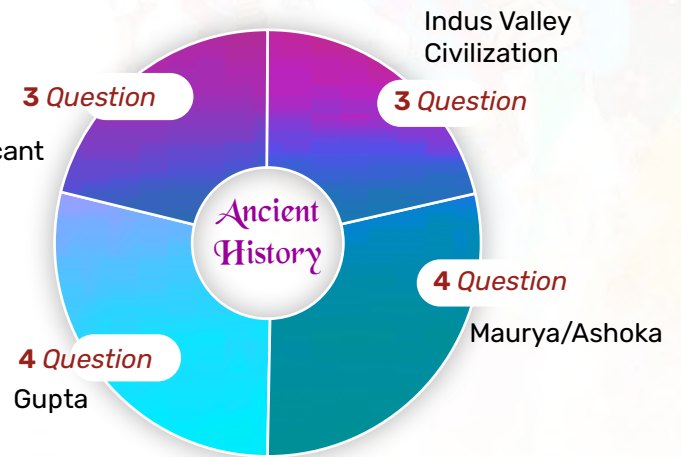 Indus Valley
Civilization
3 Question
3 Question
Ancient
History
4 Question
Maurya/Ashoka
4 Question
Gupta